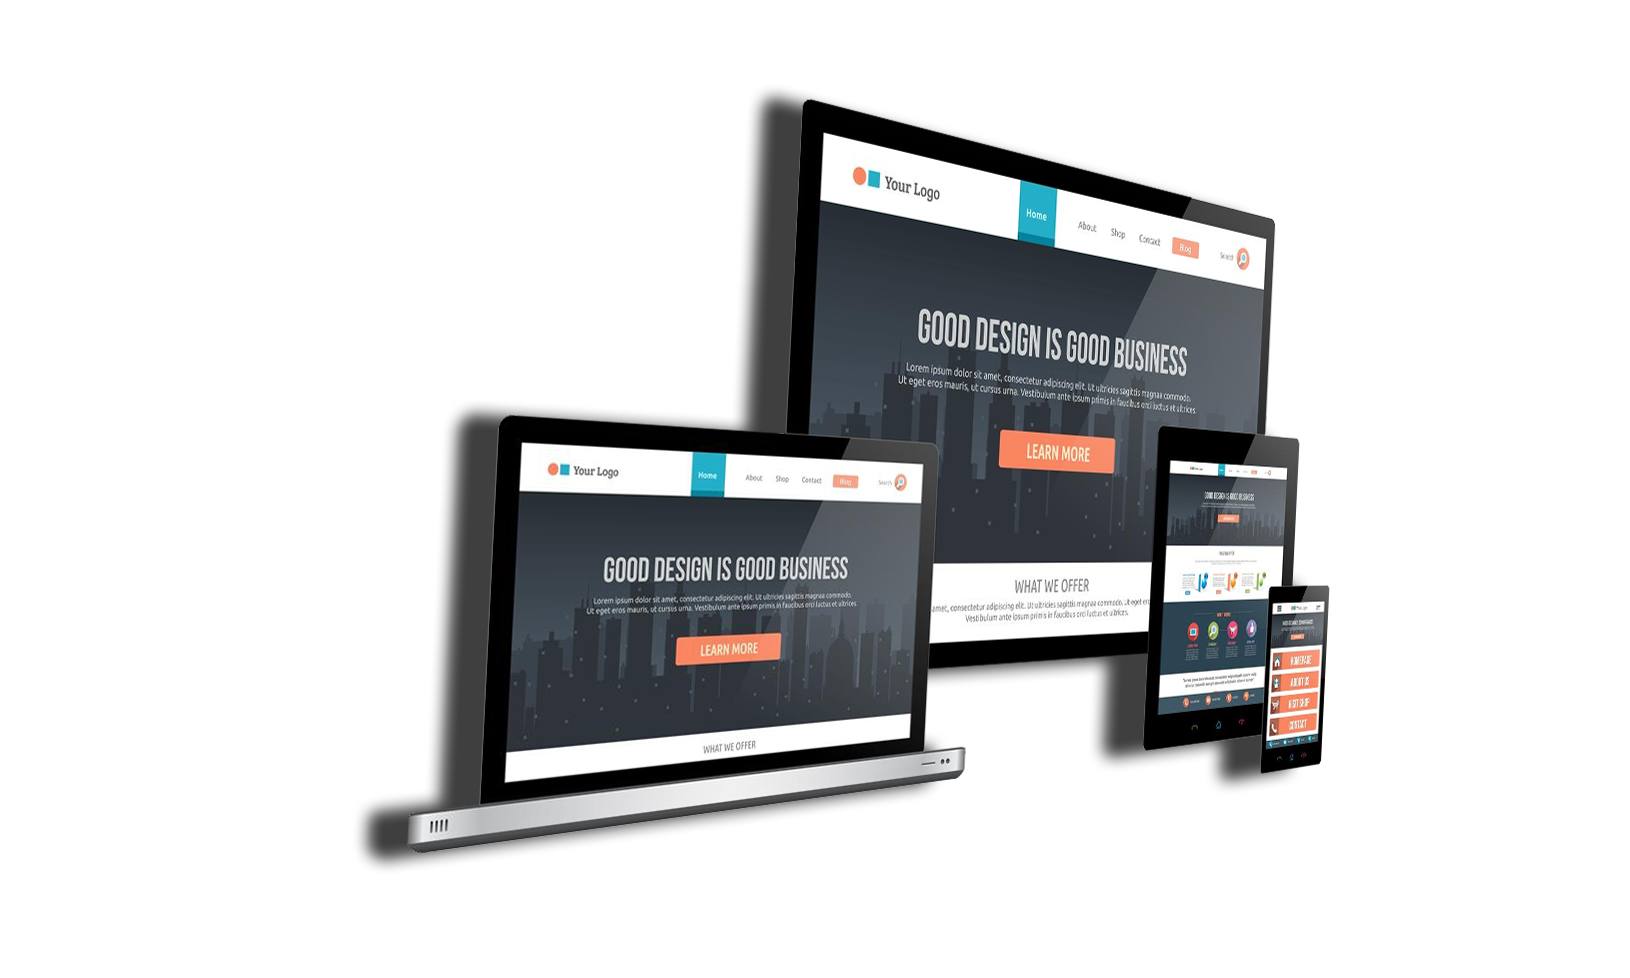 Your Logo
Home
About
Shop
Contact
Blog
Search
GOOD DESIGN IS GOOD BUSINESS
Lorem ipsum dolor sit amet, consectetur adipiscing elit. Ut ultricies sagittis magnaa commodo.
Ut eget eros mauris, ut cursus urna. Vestibulum ante ipsum primis in faucibus orci luctus et ultrices.
LEARN MORE
WHAT WE OFFER
amet, consectetur adipiscing elit. Ut ultricies sagittis magnaa commodo. Ut eget ero
Vestibulum ante ipsum primis in faucibus orci luctus et ultrices.
Your Logo
Home
About
Shop
Contact
Blog
Search
GOOD DESIGN IS GOOD BUSINESS
Lorem ipsum dolor sit amet, consectetur adipiscing elit. Ut ultricies sagittis magnaa commodo.
Ut eget eros mauris, ut cursus urna. Vestibulum ante ipsum primis in faucibus orci luctus et ultrices.
LEARN MORE
WHAT WE OFFER
GOOD DESIGN IS GOOD BUSINESS
Your Logo
HOMEPAGE
ABOUT US
VISIT SHOP
CONTACT